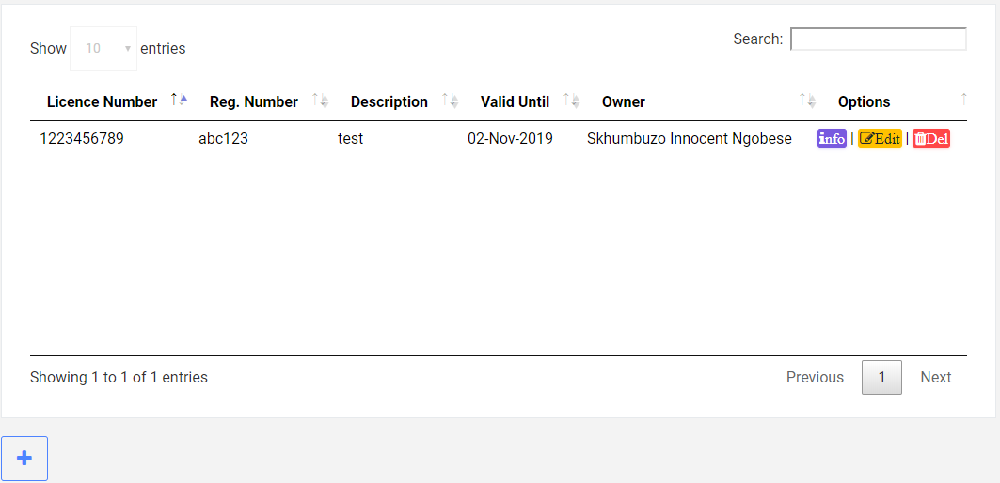 Show 10 entries
Search:
Licence Number Reg. Number Description Valid Until Owner Options
1223456789 abc123 test 02-Nov-2019 Skhumbuzo Innocent Ngobese info | Edit | Del
Showing 1 to 1 of 1 entries
Previous 1 Next